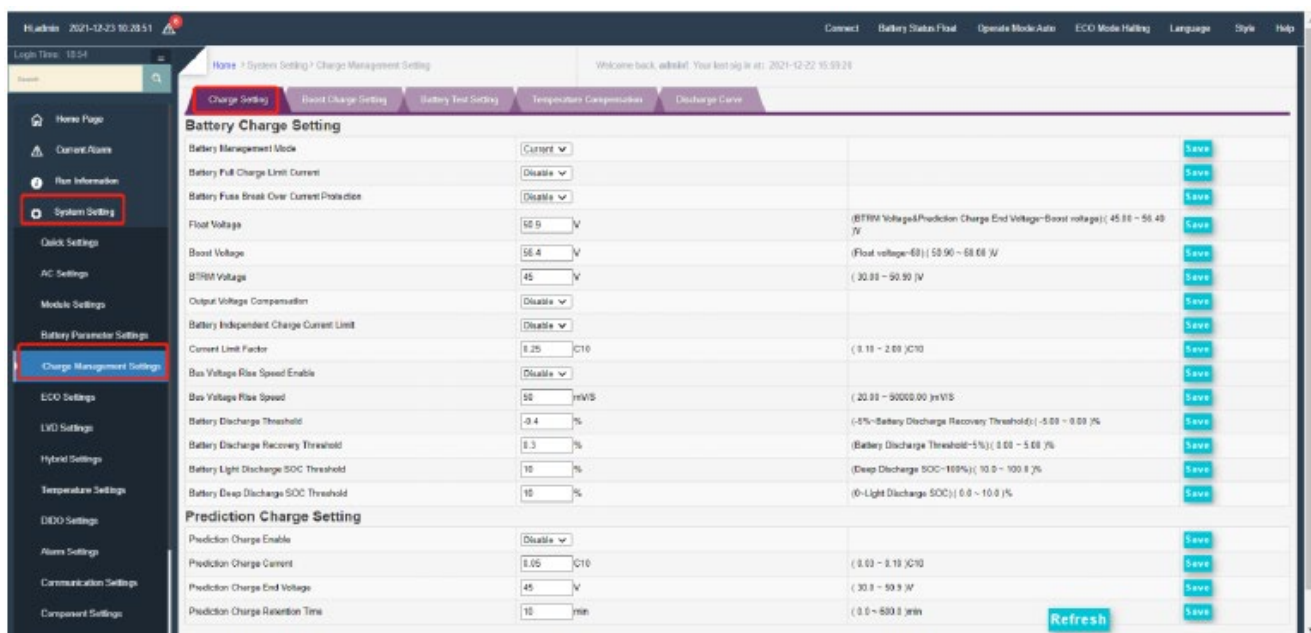 Hi,admin 2021-12-23 10:28:51
Connect Battery Status:Float Operate Mode:Auto ECO Mode:Halting Language Style Help
Login Time: 18:54
Search
Home > System Setting > Charge Management Setting
Welcome back, admin! Your last sig in at: 2021-12-22
Charge Setting Boost Charge Setting Battery Test Setting Temperature Compensation Discharge Curve
Home Page
Current Alarm
Run Information
System Setting
Quick Settings
AC Settings
Module Settings
Battery Parameter Settings
Charge Management Settings
ECO Settings
LVD Settings
Hybrid Settings
Temperature Settings
DIDO Settings
Alarm Settings
Communication Settings
Component Settings
Battery Charge Setting
Battery Management Mode Current Save
Battery Full Charge Limit Current Disable Save
Battery Fuse Break Over Current Protection Disable Save
Float Voltage 50.9 V (BTRM Voltage&Prediction Charge End Voltage~Boost voltage)( 45.00 ~ 56.40 )V Save
Boost Voltage 56.4 V (Float voltage~60)( 50.90 ~ 60.00 )V Save
BTRM Voltage 45 V ( 30.00 ~ 50.90 )V Save
Output Voltage Compensation Disable Save
Battery Independent Charge Current Limit Disable Save
Current Limit Factor 0.25 C10 ( 0.10 ~ 2.00 )C10 Save
Bus Voltage Rise Speed Enable Disable Save
Bus Voltage Rise Speed 50 mV/S ( 20.00 ~ 50000.00 )mV/S Save
Battery Discharge Threshold -0.4 % (-5%~Battery Discharge Recovery Threshold)( -5.00 ~ 0.00 )% Save
Battery Discharge Recovery Threshold 0.3 % (Battery Discharge Threshold~5%)( 0.00 ~ 5.00 )% Save
Battery Light Discharge SOC Threshold 10 % (Deep Discharge SOC~100%)( 10.0 ~ 100.0 )% Save
Battery Deep Discharge SOC Threshold 10 % (0~Light Discharge SOC)( 0.0 ~ 10.0 )% Save
Prediction Charge Setting
Prediction Charge Enable Disable Save
Prediction Charge Current 0.05 C10 ( 0.03 ~ 0.10 )C10 Save
Prediction Charge End Voltage 45 V ( 30.0 ~ 50.9 )V Save
Prediction Charge Retention Time 10 min ( 0.0 ~ 600.0 )min Save
Refresh